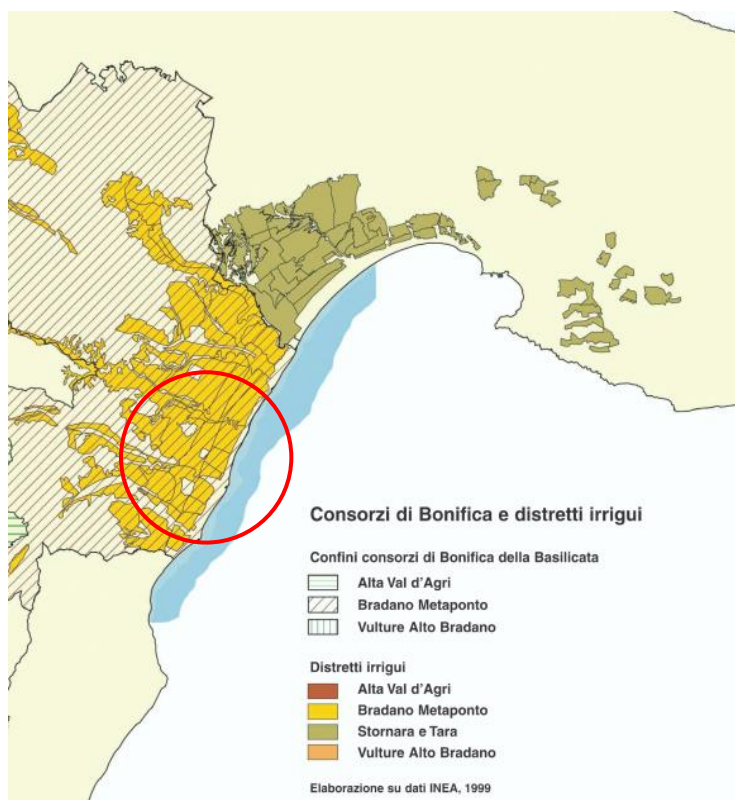 Consorzi di Bonifica e distretti irrigui
Confini consorzi di Bonifica della Basilicata
Alta Val d'Agri
Bradano Metaponto
Vulture Alto Bradano
Distretti irrigui
Alta Val d'Agri
Bradano Metaponto
Stornara e Tara
Vulture Alto Bradano
Elaborazione su dati INEA, 1999